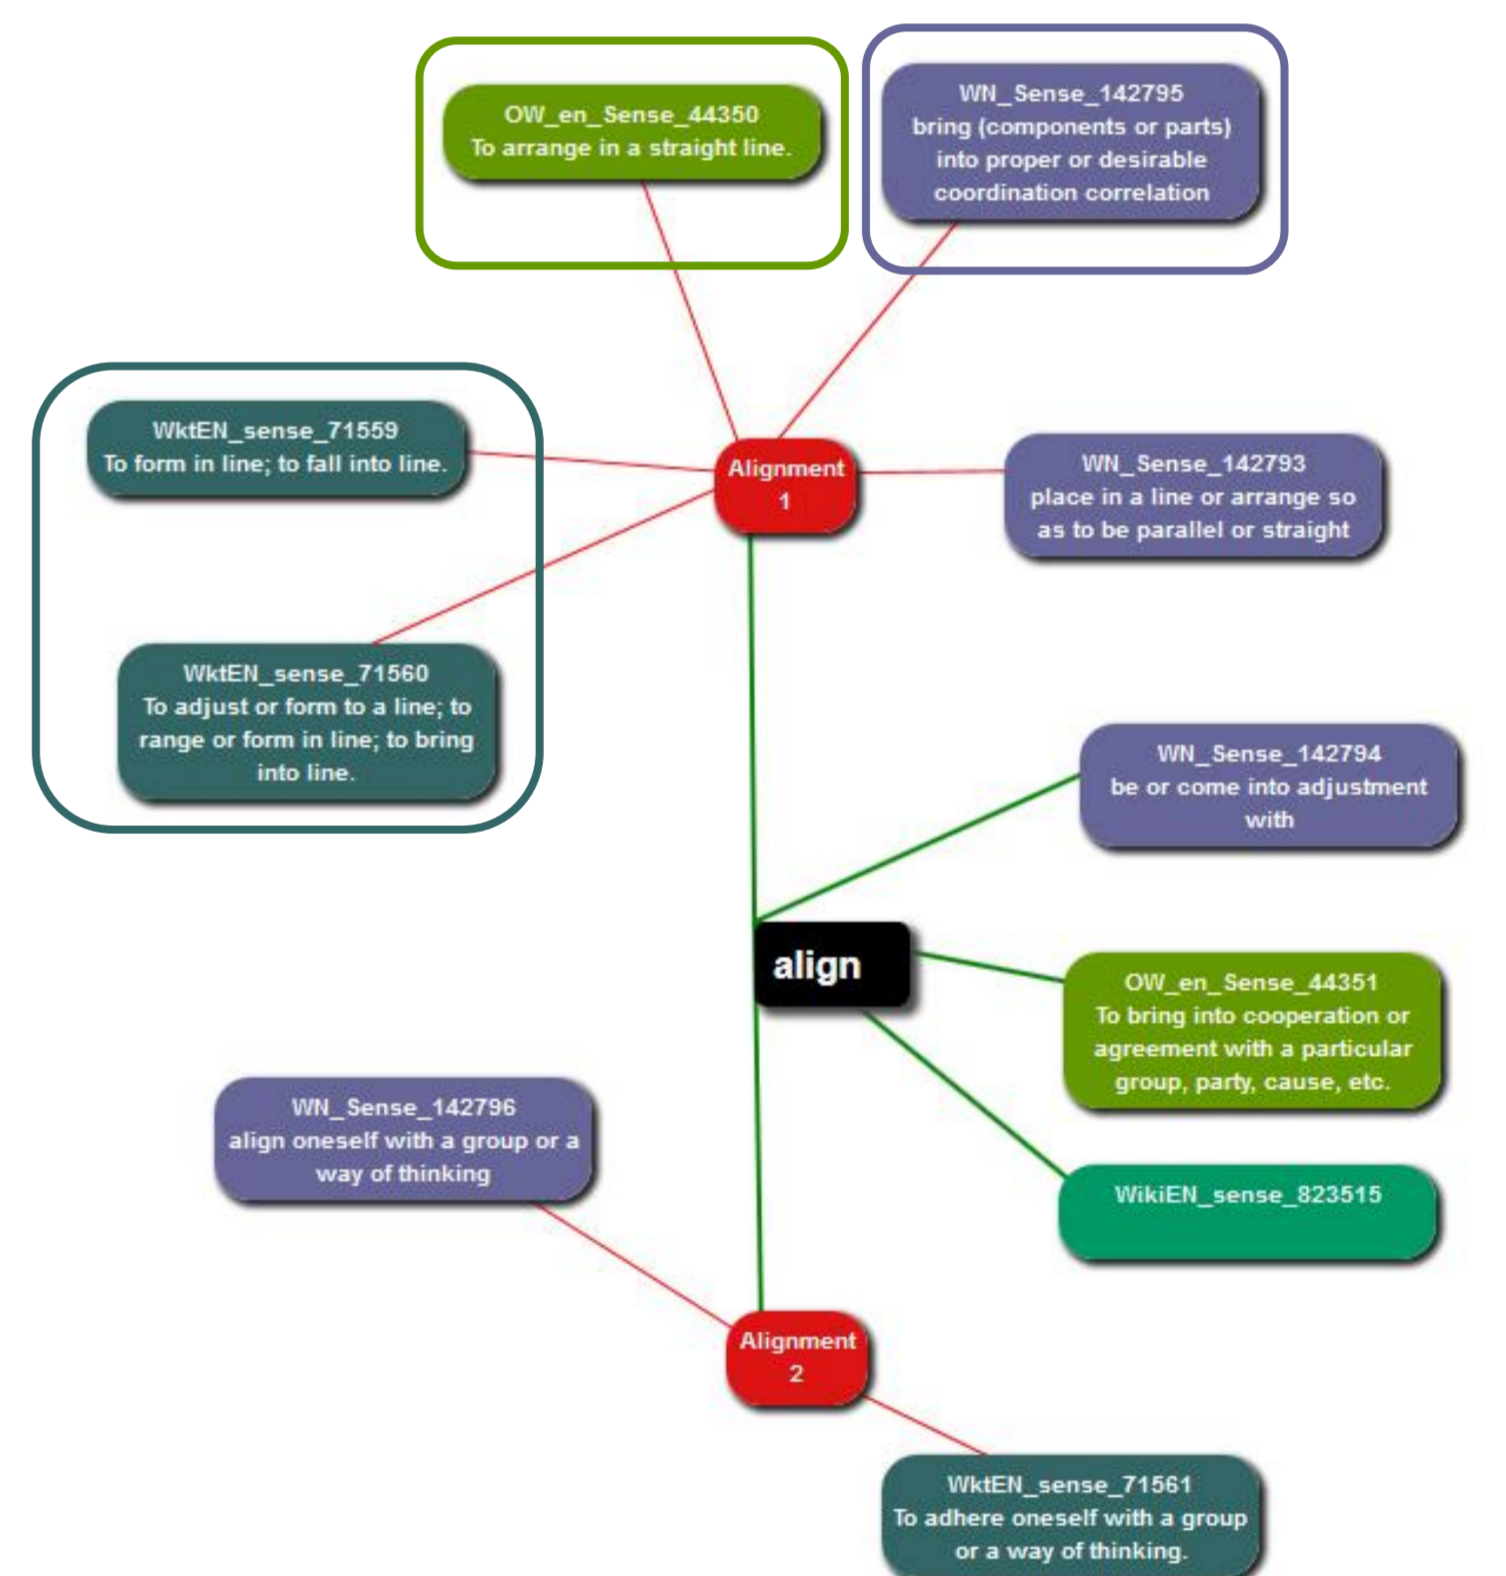 OW_en_Sense_44350
To arrange in a straight line.
WN_Sense_142795
bring (components or parts)
into proper or desirable
coordination correlation
WktEN_sense_71559
To form in line; to fall into line.
Alignment
1
WN_Sense_142793
place in a line or arrange so
as to be parallel or straight
WktEN_sense_71560
To adjust or form to a line; to
range or form in line; to bring
into line.
WN_Sense_142794
be or come into adjustment
with
align
OW_en_Sense_44351
To bring into cooperation or
agreement with a particular
group, party, cause, etc.
WN_Sense_142796
align oneself with a group or a
way of thinking
WikiEN_sense_823515
Alignment
2
WktEN_sense_71561
To adhere oneself with a group
or a way of thinking.